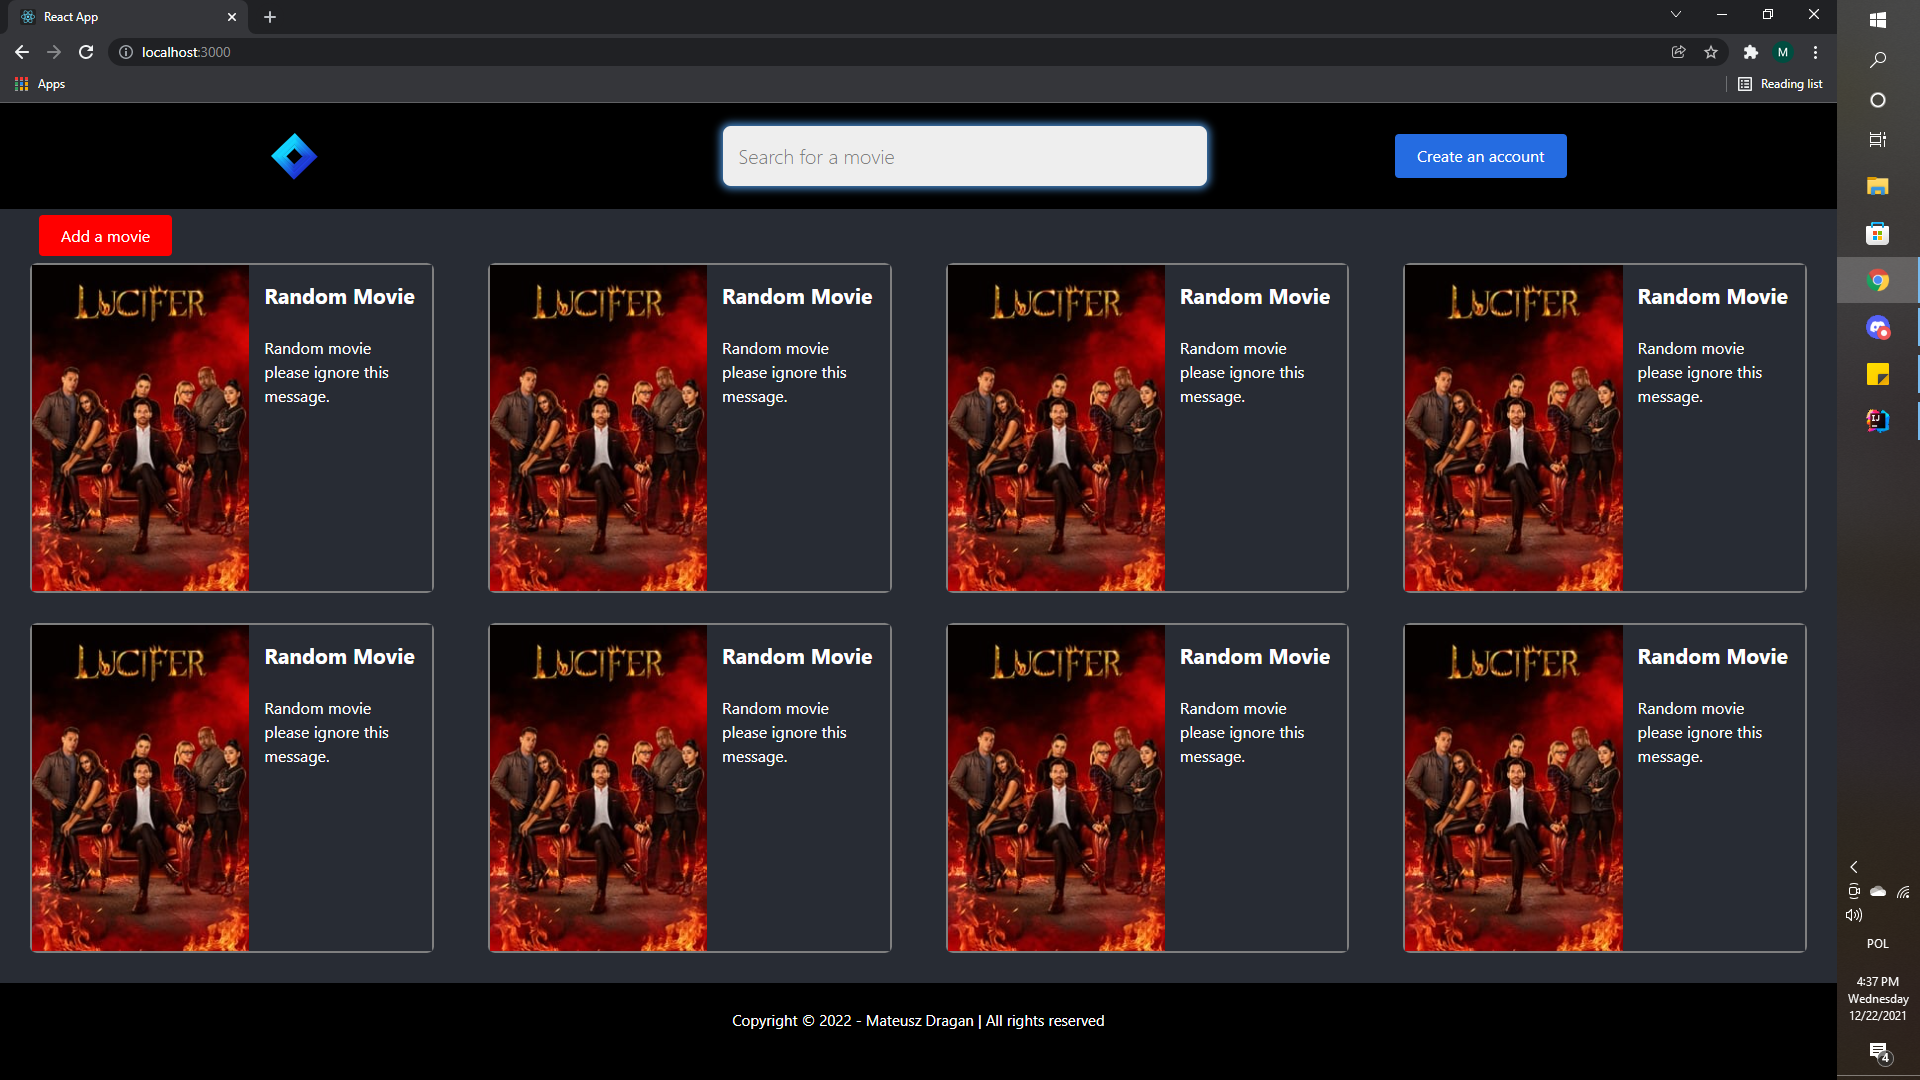 React App
localhost:3000
M
Apps
Reading list
Search for a movie
Create an account
Add a movie
LUCIFER
Random Movie
Random movie
please ignore this
message.
LUCIFER
Random Movie
Random movie
please ignore this
message.
LUCIFER
Random Movie
Random movie
please ignore this
message.
LUCIFER
Random Movie
Random movie
please ignore this
message.
LUCIFER
Random Movie
Random movie
please ignore this
message.
LUCIFER
Random Movie
Random movie
please ignore this
message.
LUCIFER
Random Movie
Random movie
please ignore this
message.
LUCIFER
Random Movie
Random movie
please ignore this
message.
Copyright © 2022 - Mateusz Dragan | All rights reserved
IJ
POL
4:37 PM
Wednesday
12/22/2021
4